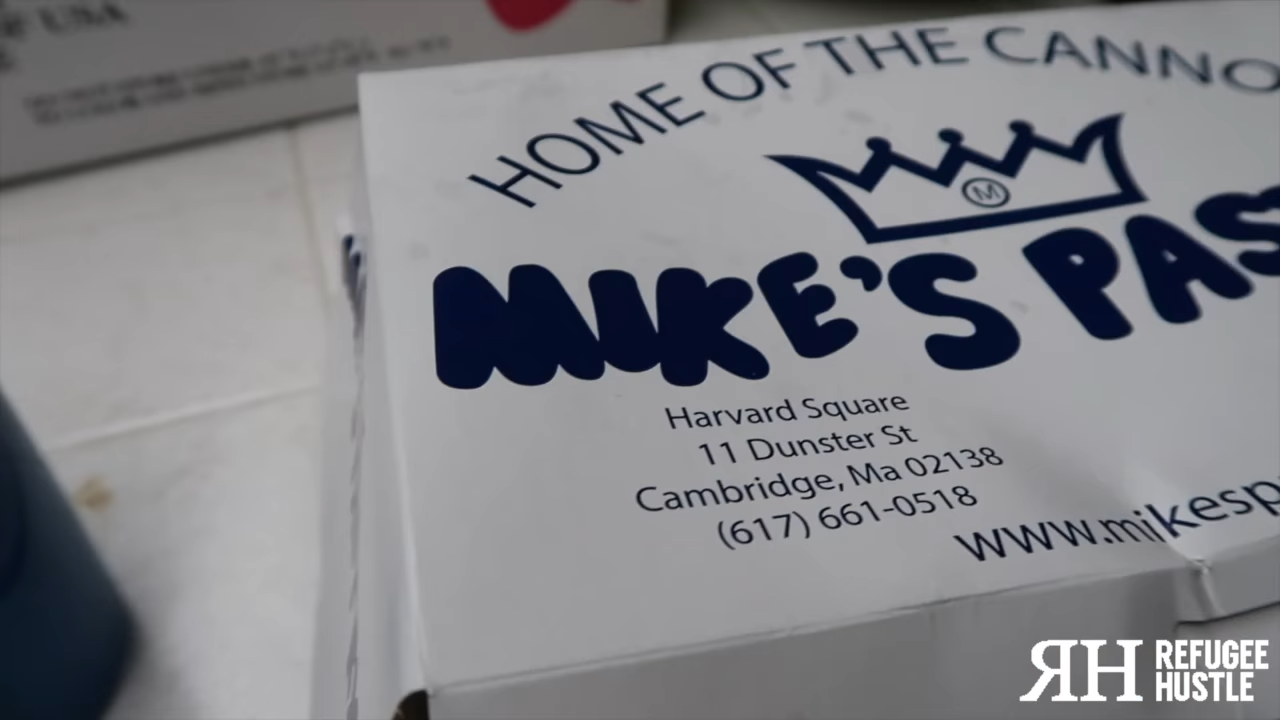 USA
HOME OF THE CANNO
M
MIKE'S PAS
Harvard Square
11 Dunster St
Cambridge, Ma 02138
(617) 661-0518
www.mikesp
RH REFUGEE
HUSTLE